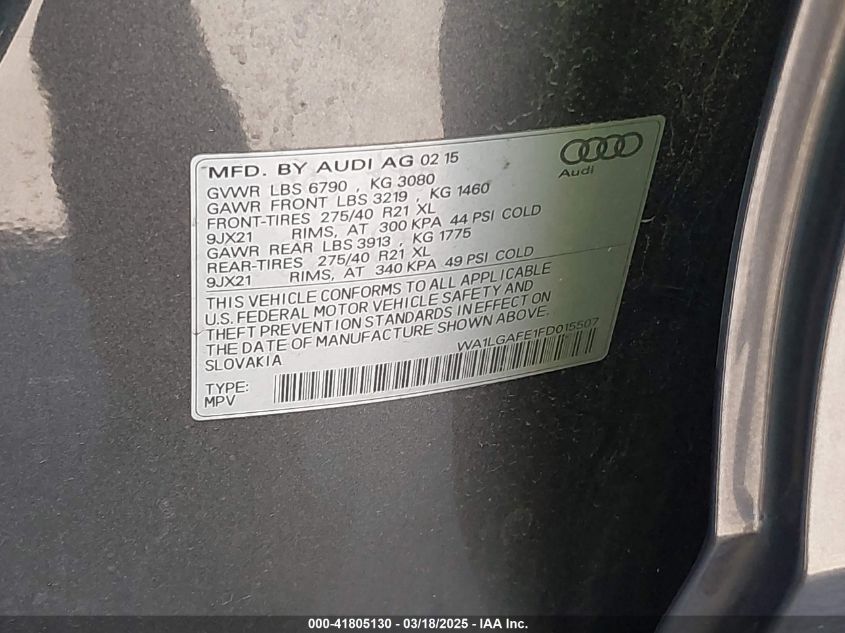 MFD. BY AUDI AG 02 15
Audi
GVWR LBS 6790 , KG 3080
GAWR FRONT LBS 3219 , KG 1460
FRONT-TIRES 275/40 R21 XL
9JX21 RIMS, AT 300 KPA 44 PSI COLD
GAWR REAR LBS 3913 , KG 1775
REAR-TIRES 275/40 R21 XL
9JX21 RIMS, AT 340 KPA 49 PSI COLD
THIS VEHICLE CONFORMS TO ALL APPLICABLE
U.S. FEDERAL MOTOR VEHICLE SAFETY AND
THEFT PREVENTION STANDARDS IN EFFECT ON
THE DATE OF MANUFACTURE SHOWN ABOVE.
SLOVAKIA WA1LGAFE1FD015507
TYPE:
MPV
000-41805130 - 03/18/2025 - IAA Inc.